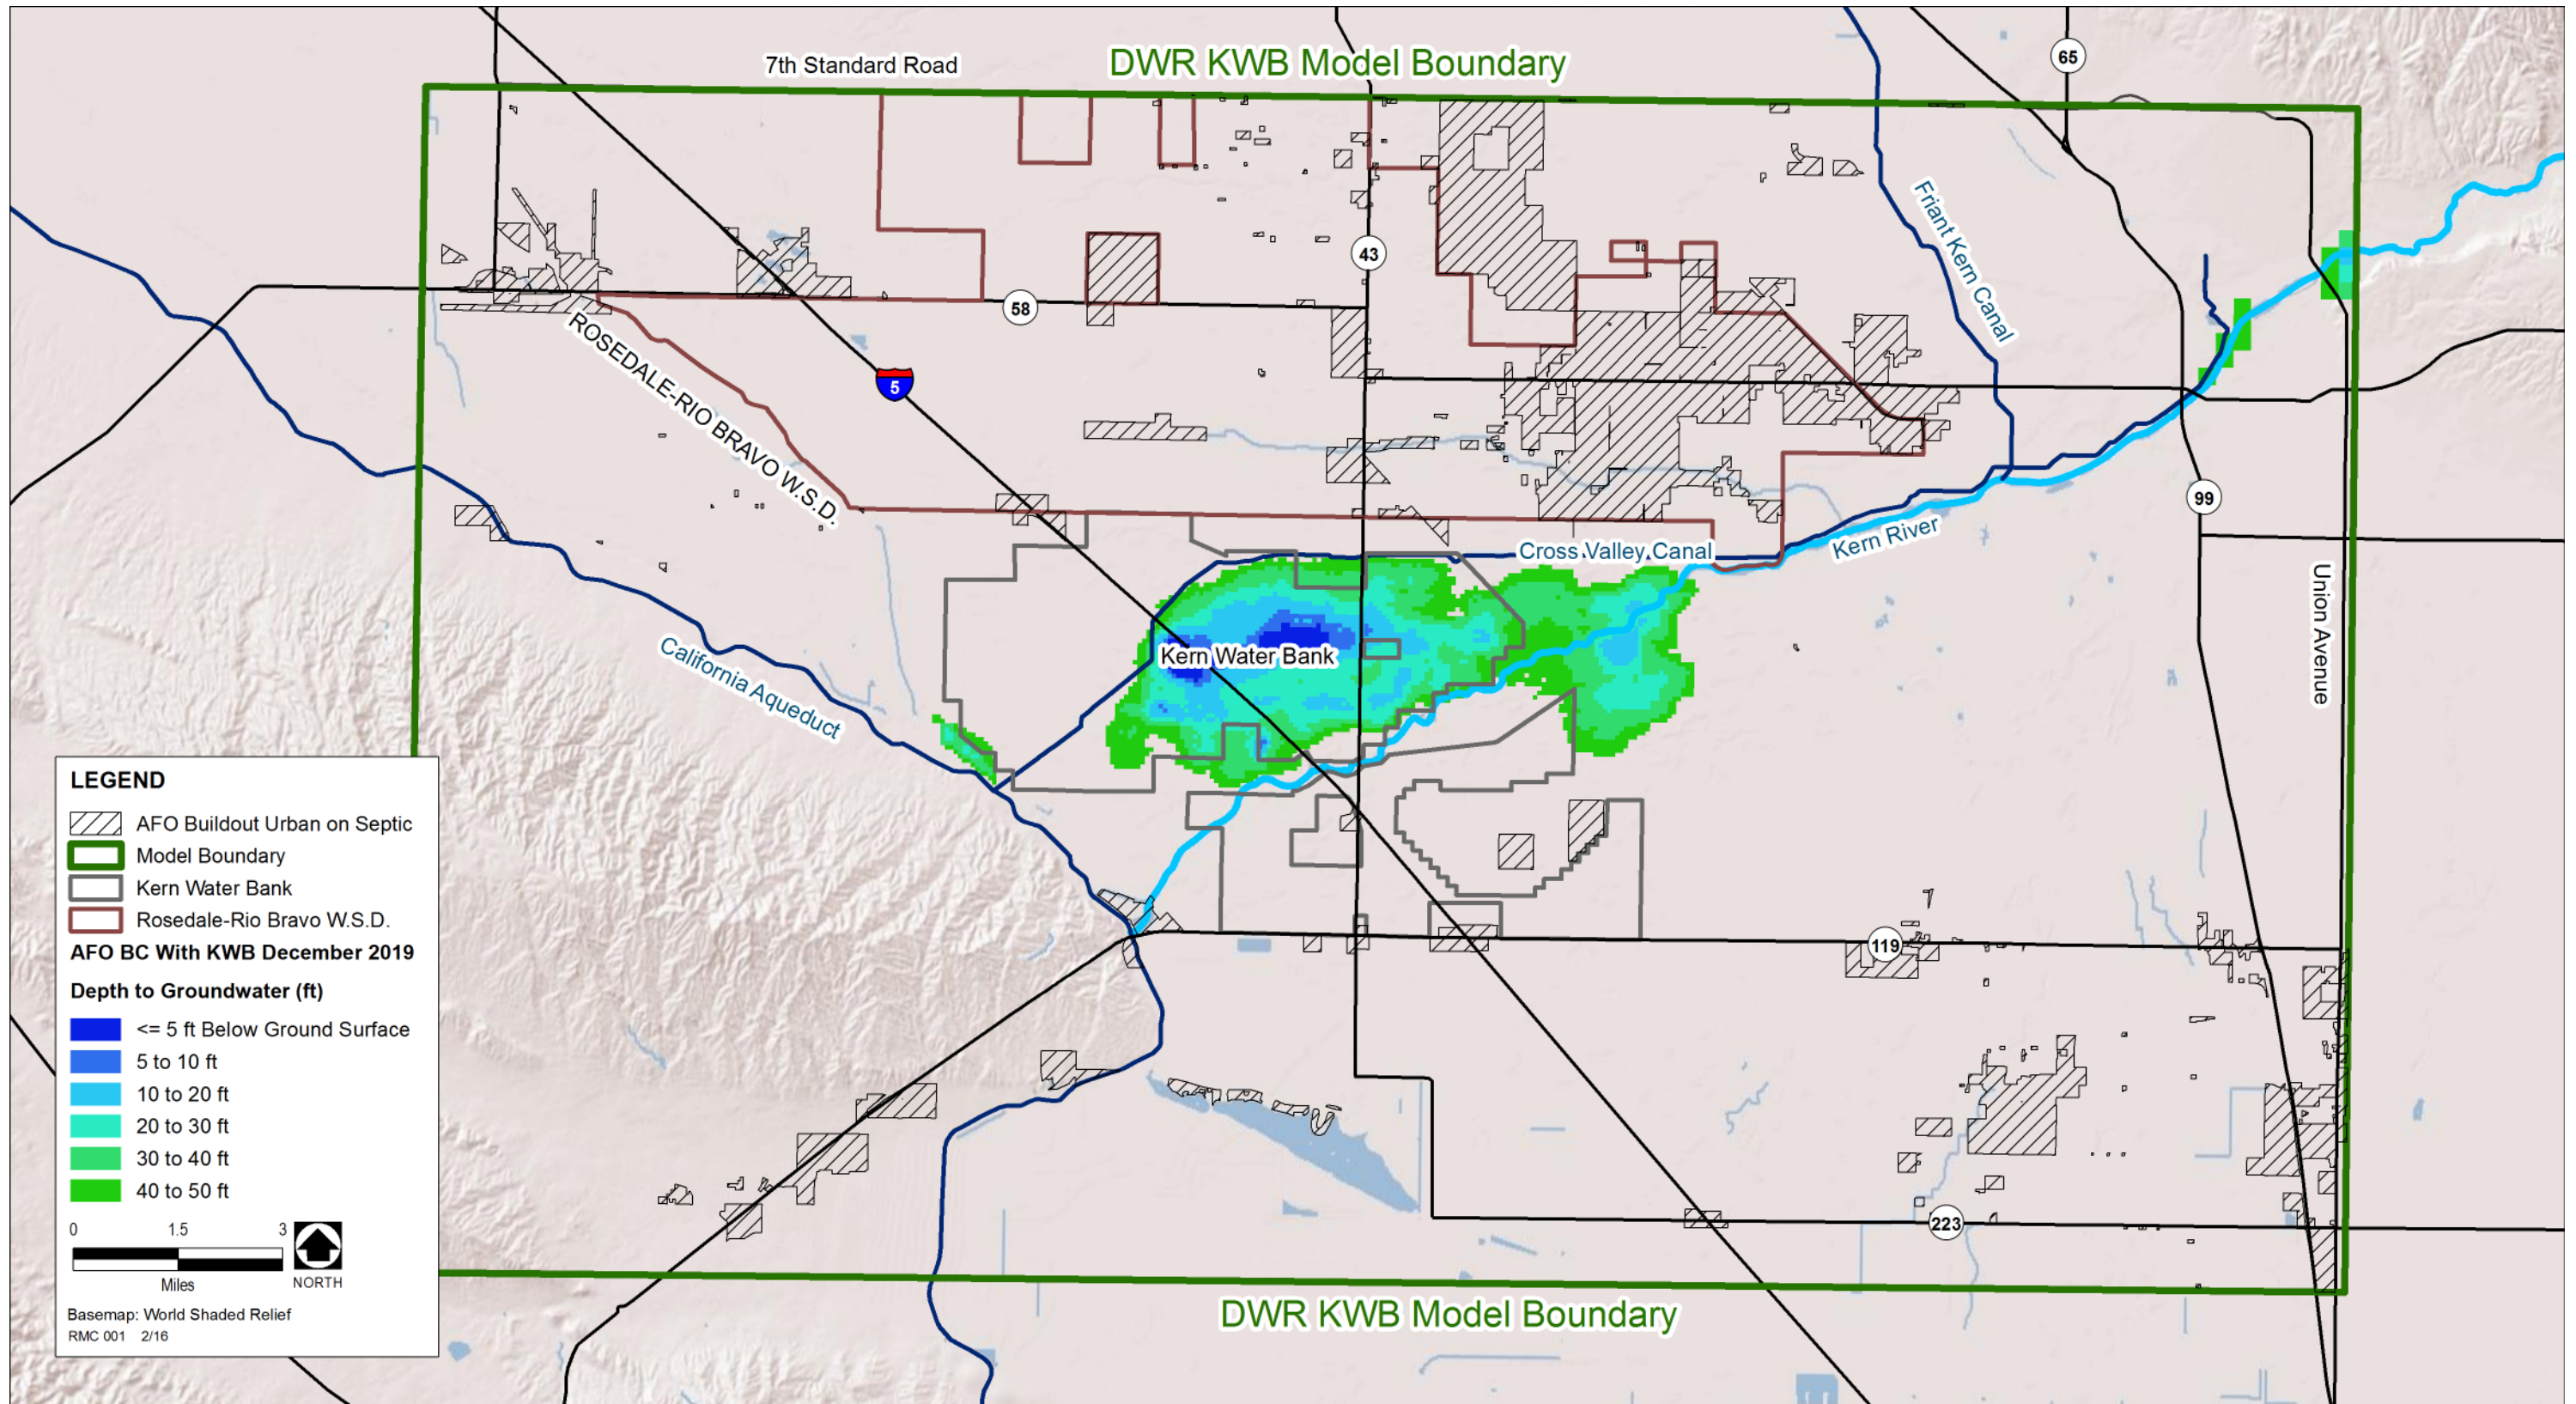 7th Standard Road
DWR KWB Model Boundary
65
Friant Kern Canal
43
58
ROSEDALE-RIO BRAVO W.S.D.
5
99
Cross Valley Canal
Kern River
Union Avenue
California Aqueduct
Kern Water Bank
119
223
DWR KWB Model Boundary
LEGEND
AFO Buildout Urban on Septic
Model Boundary
Kern Water Bank
Rosedale-Rio Bravo W.S.D.
AFO BC With KWB December 2019
Depth to Groundwater (ft)
<= 5 ft Below Ground Surface
5 to 10 ft
10 to 20 ft
20 to 30 ft
30 to 40 ft
40 to 50 ft
0 1.5 3
Miles
NORTH
Basemap: World Shaded Relief
RMC 001 2/16